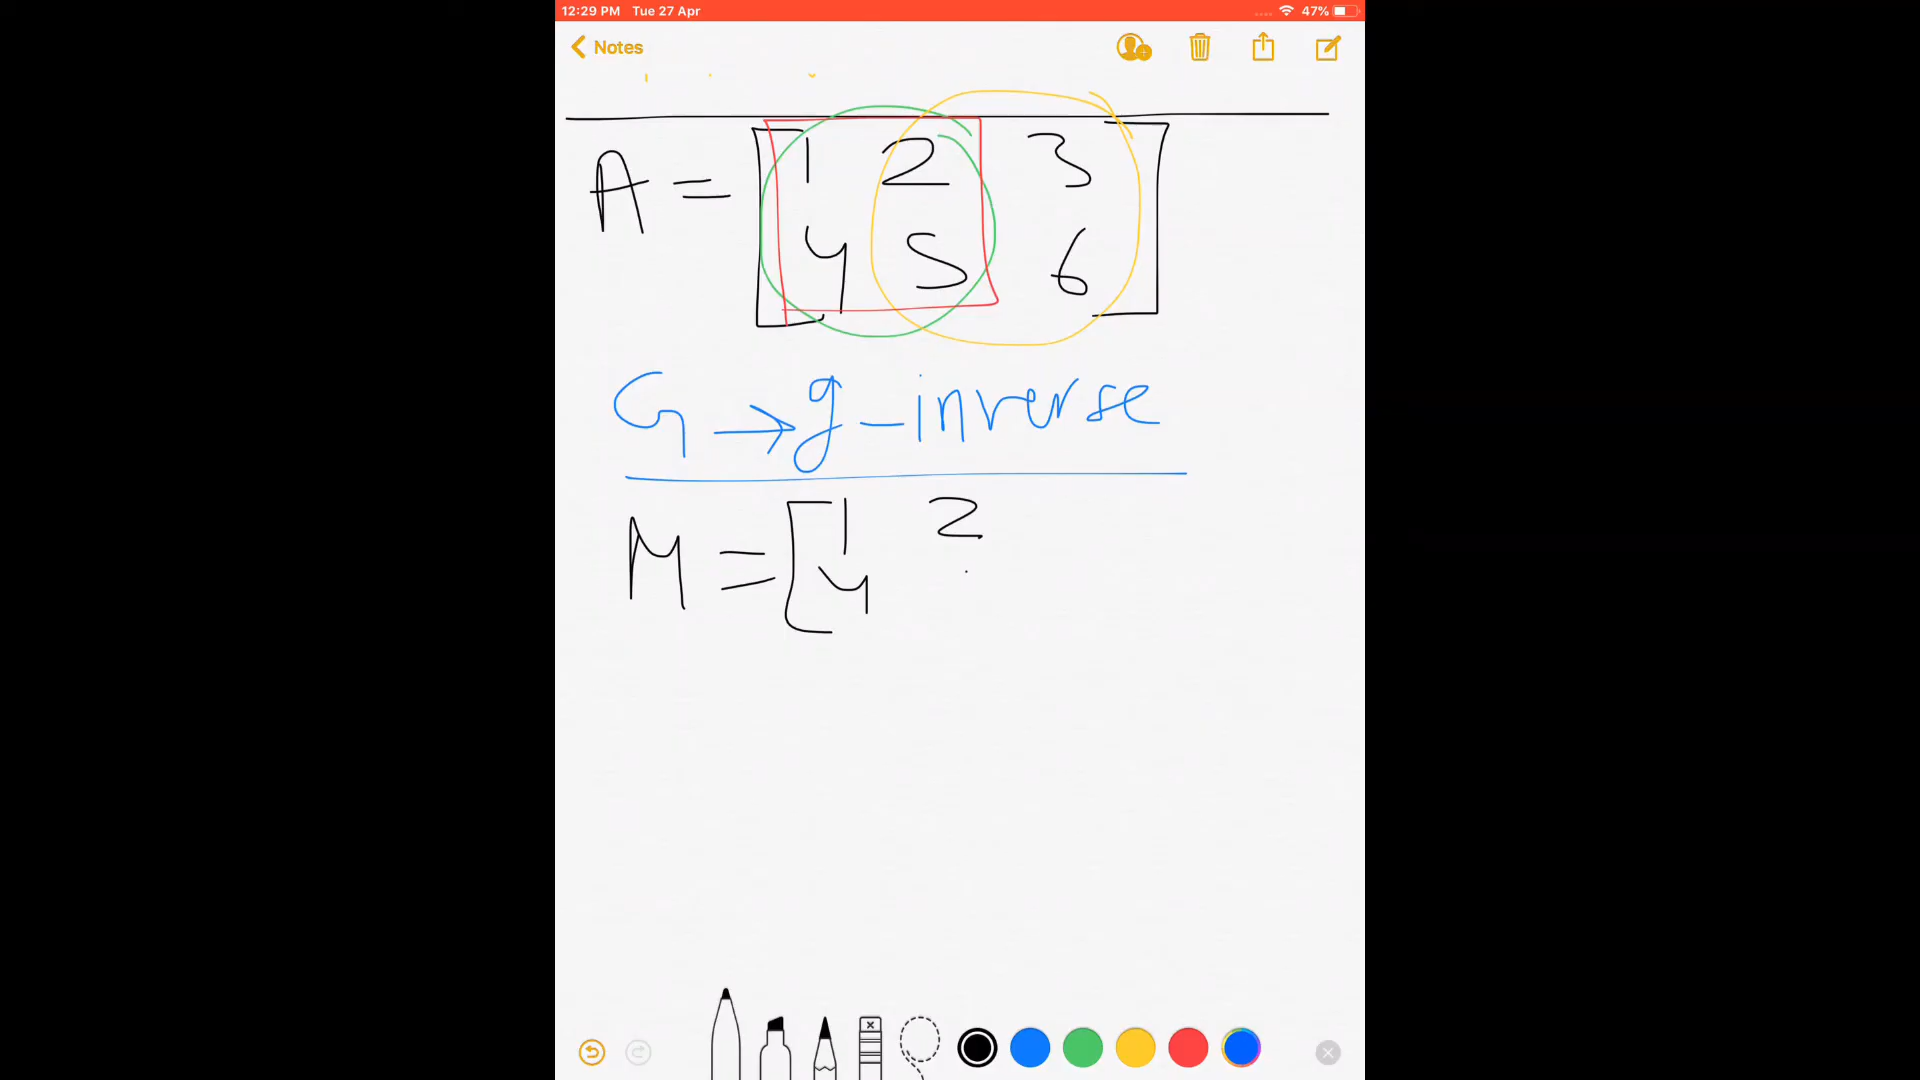 12:29 PM Tue 27 Apr 47%
Notes
A = [1 2 3
4 5 6]
G → g-inverse
M = [1 2
4